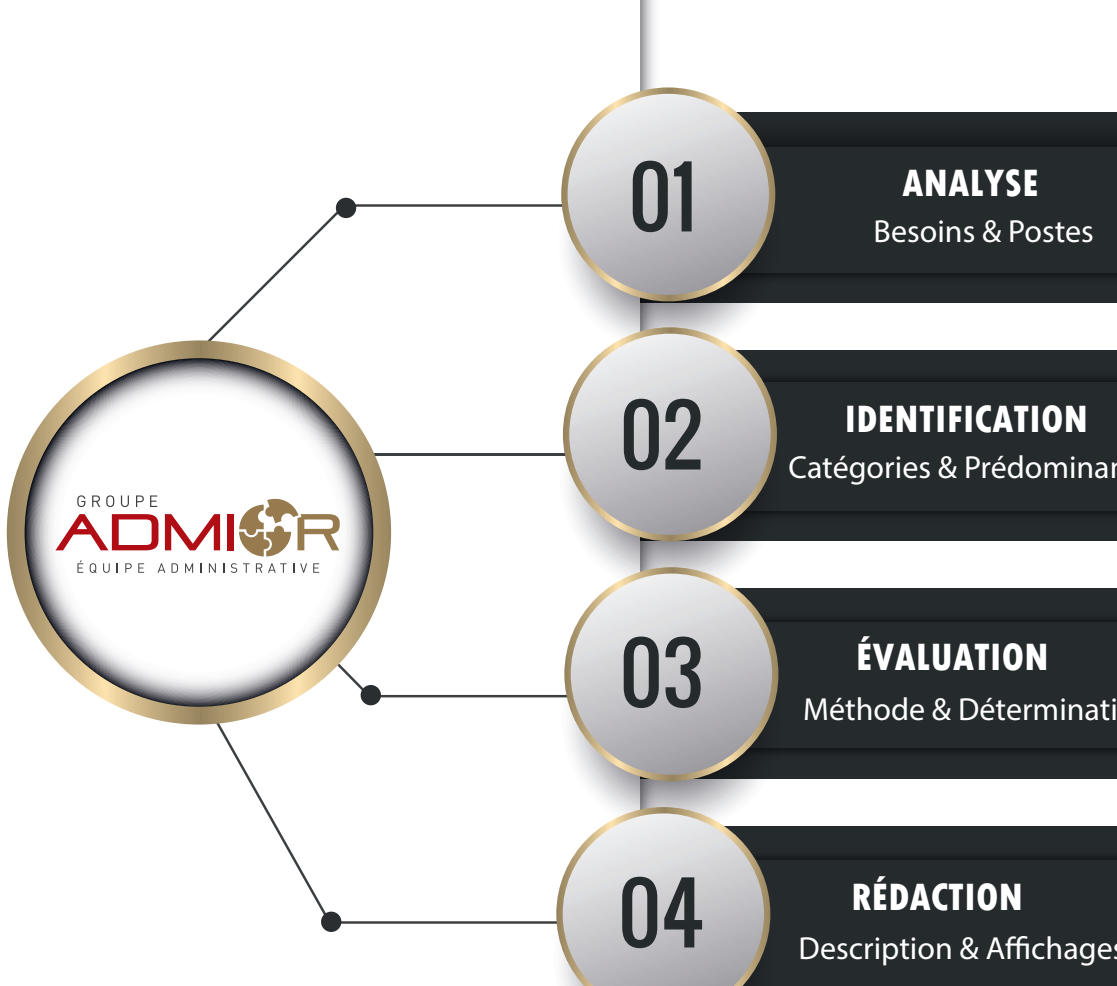 01
ANALYSE
Besoins & Postes
02
IDENTIFICATION
Catégories &
GROUPE
ADMIOR
ÉQUIPE ADMINISTRATIVE
03
ÉVALUATION
Méthode &
04
RÉDACTION
Description & Affichages